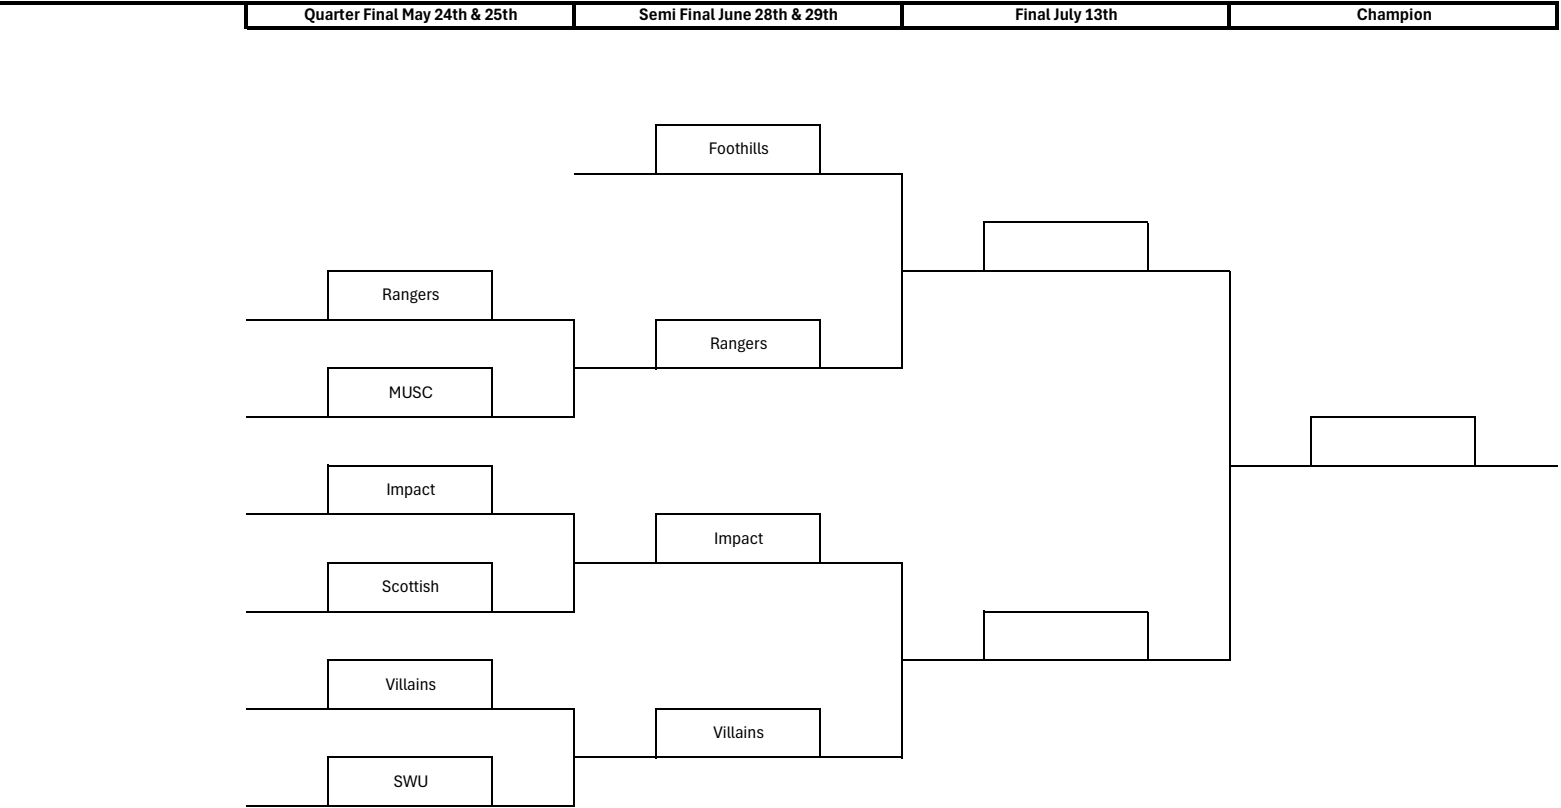 Quarter Final May 24th & 25th
Semi Final June 28th & 29th
Final July 13th
Champion
Foothills
Rangers
Rangers
MUSC
Impact
Impact
Scottish
Villains
Villains
SWU